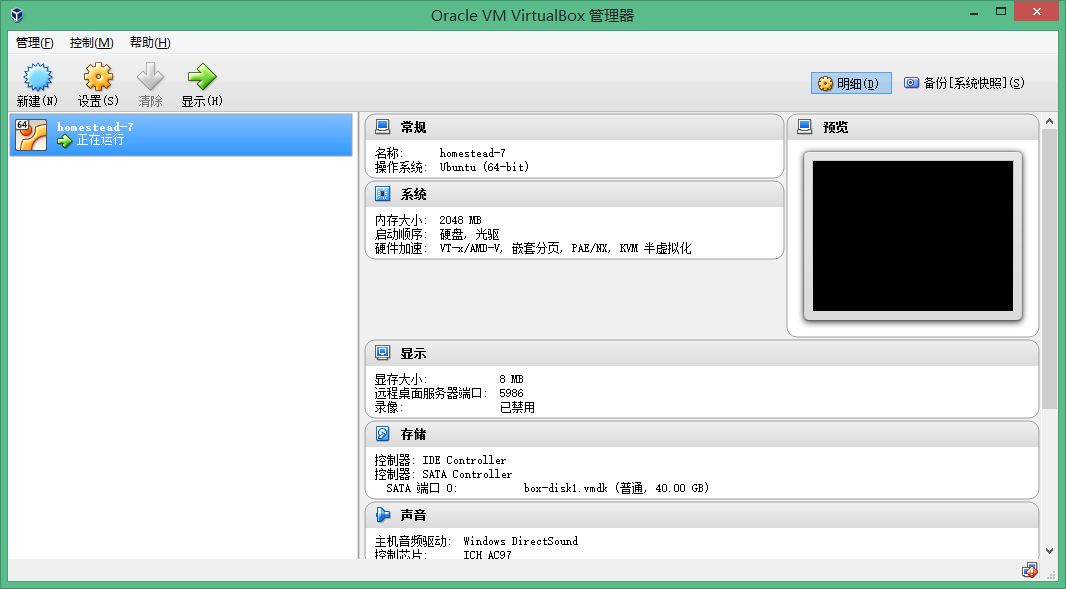 Oracle VM VirtualBox 管理器
管理(F) 控制(M) 帮助(H)
新建(N) 设置(S) 清除 显示(H) 明细(D) 备份[系统快照](S)
64
homestead-7
正在运行
常规
名称: homestead-7
操作系统: Ubuntu (64-bit)
系统
内存大小: 2048 MB
启动顺序: 硬盘, 光驱
硬件加速: VT-x/AMD-V, 嵌套分页, PAE/NX, KVM 半虚拟化
预览
显示
显存大小: 8 MB
远程桌面服务器端口: 5986
录像: 已禁用
存储
控制器: IDE Controller
控制器: SATA Controller
SATA 端口 0: box-disk1.vmdk (普通, 40.00 GB)
声音
主机音频驱动: Windows DirectSound
控制芯片: ICH AC97